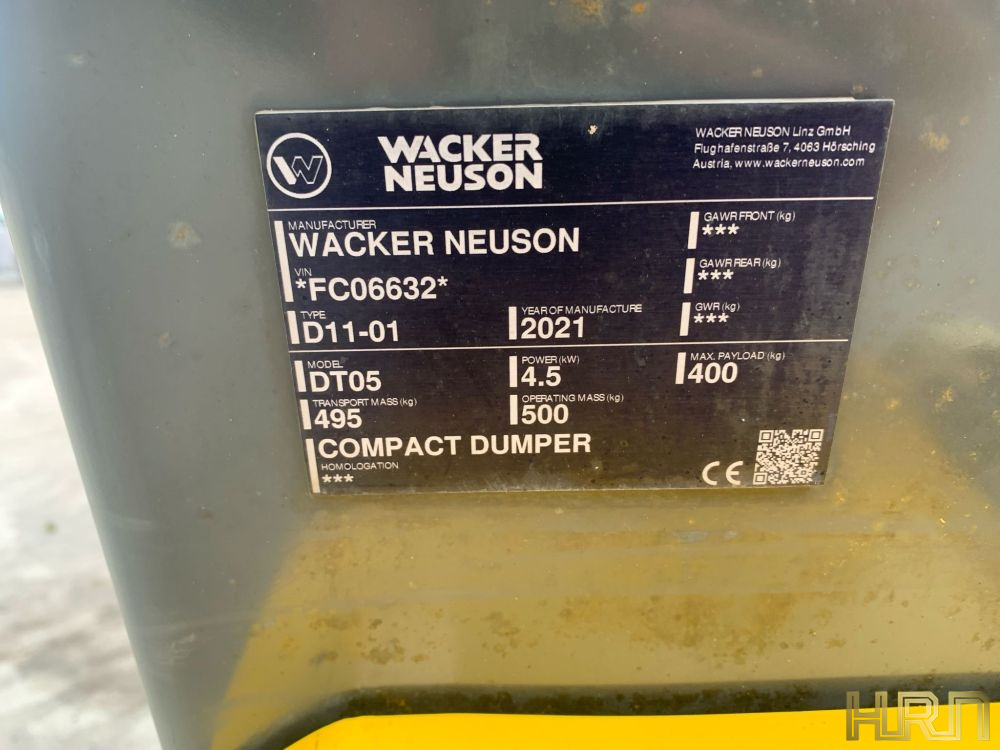 W
WACKER
NEUSON
WACKER NEUSON Linz GmbH
Flughafenstraße 7, 4063 Hörsching
Austria, www.wackerneuson.com
MANUFACTURER
WACKER NEUSON
GAWR FRONT (kg)
***
VIN
*FC06632*
GAWR REAR (kg)
***
TYPE
D11-01
YEAR OF MANUFACTURE
2021
GWR (kg)
***
MODEL
DT05
POWER (kW)
4.5
MAX. PAYLOAD (kg)
400
TRANSPORT MASS (kg)
495
OPERATING MASS (kg)
500
COMPACT DUMPER
HOMOLOGATION
***
CE
HRN